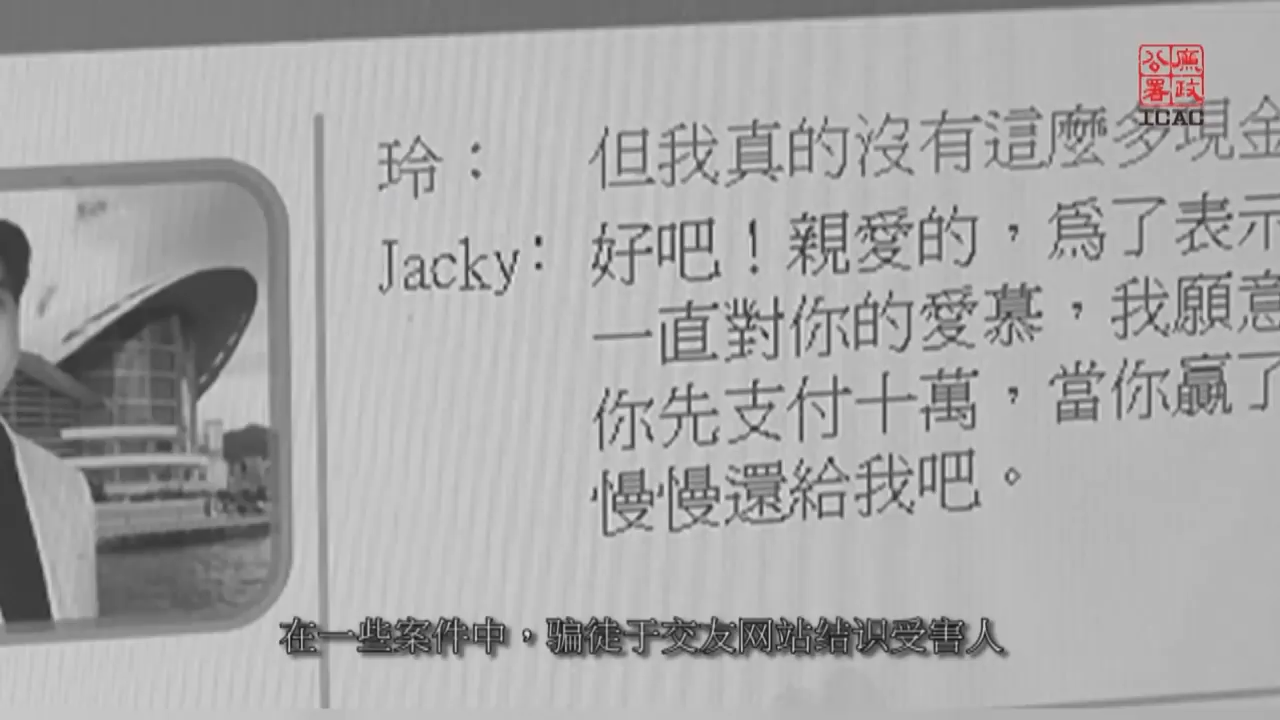 廉政
公署
ICAC
玲： 但我真的沒有這麼多現金
Jacky: 好吧！親愛的，為了表示
一直對你的愛慕，我願意
你先支付十萬，當你贏了
慢慢還給我吧。
在一些案件中，骗徒于交友网站结识受害人